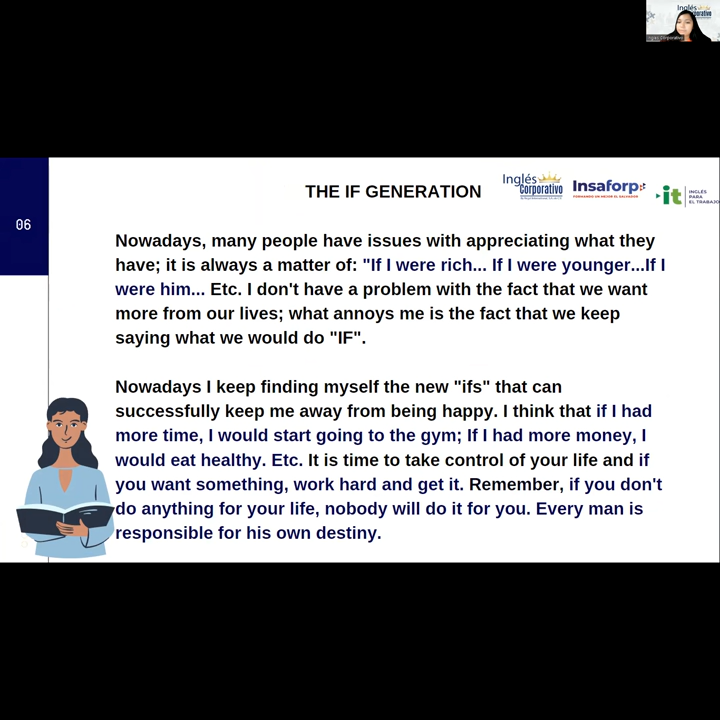 06
THE IF GENERATION
Inglés
Corporativo
Insaforp
it
INGLÉS
PARA
EL TRABAJO
Nowadays, many people have issues with appreciating what they
have; it is always a matter of: "If I were rich... If I were younger...If I
were him... Etc. I don't have a problem with the fact that we want
more from our lives; what annoys me is the fact that we keep
saying what we would do "IF".
Nowadays I keep finding myself the new "ifs" that can
successfully keep me away from being happy. I think that if I had
more time, I would start going to the gym; If I had more money, I
would eat healthy. Etc. It is time to take control of your life and if
you want something, work hard and get it. Remember, if you don't
do anything for your life, nobody will do it for you. Every man is
responsible for his own destiny.